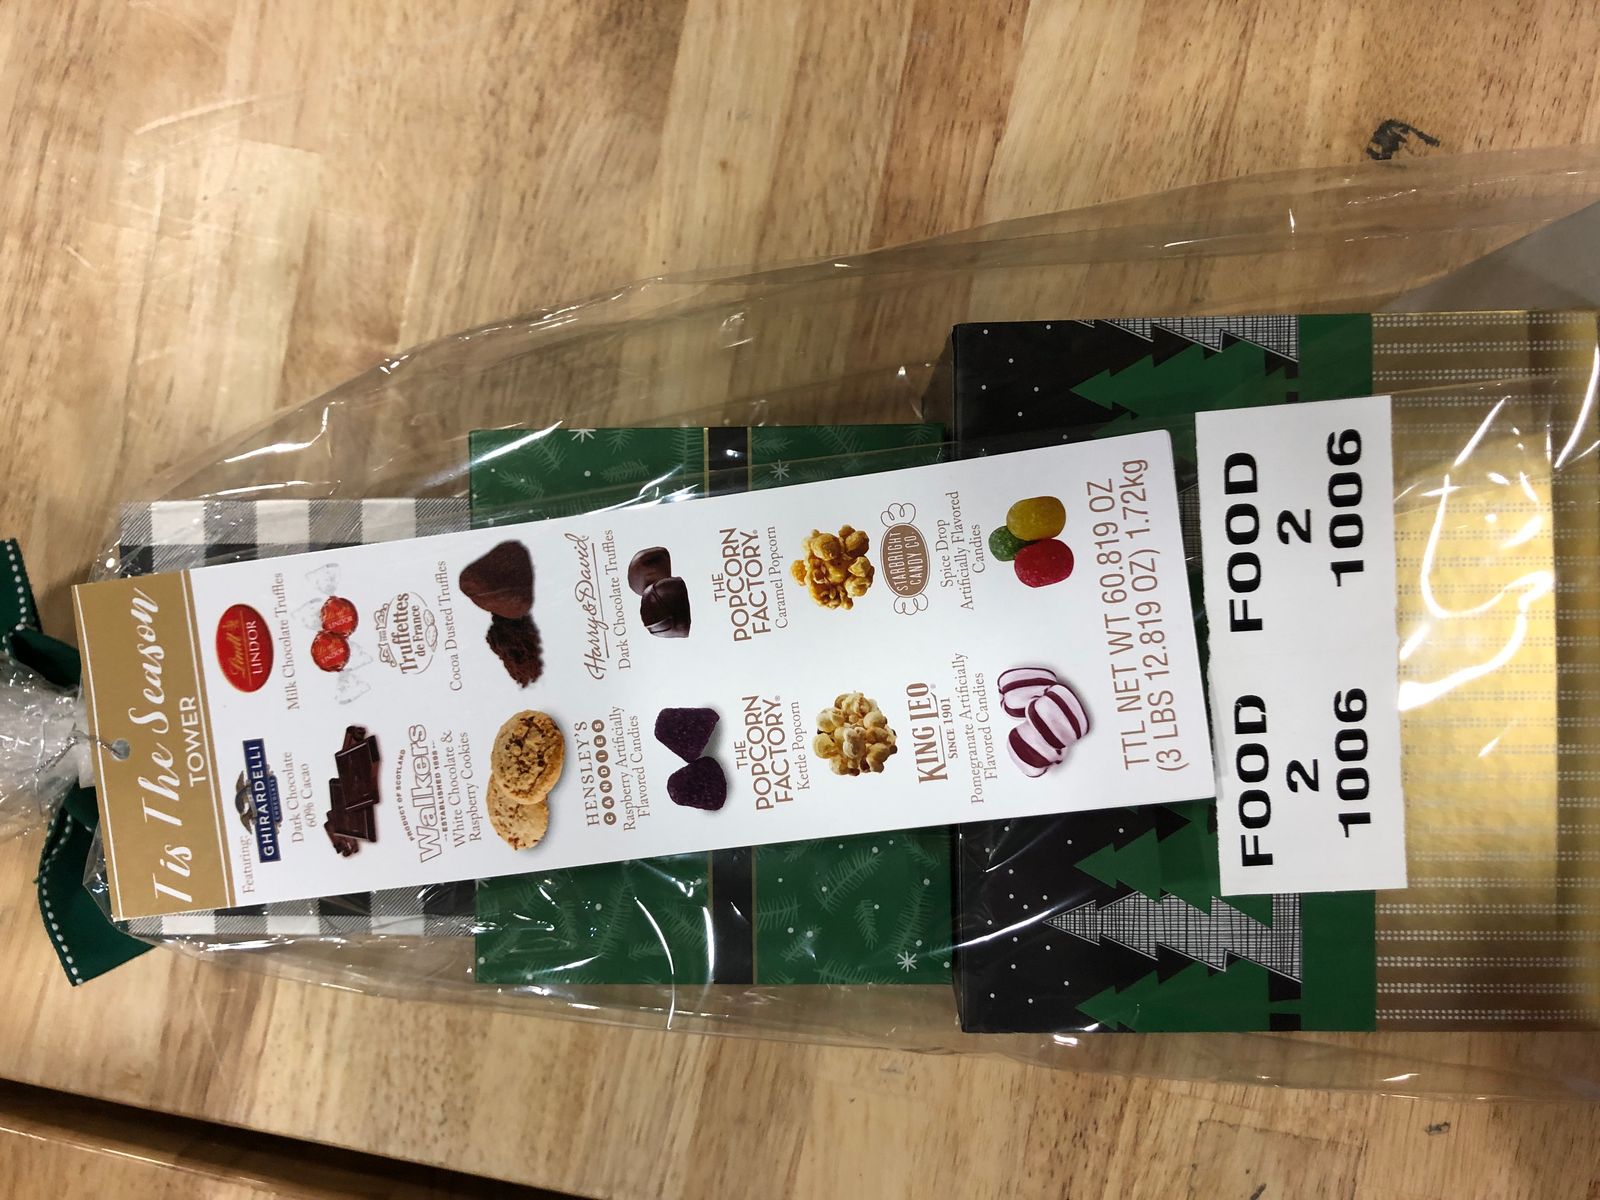 Tis The Season
TOWER
Featuring:
GHIRARDELLI
CHOCOLATE
Dark Chocolate
60% Cacao
Lindt
LINDOR
Milk Chocolate Truffles
LINDOR
LINDOR
PRODUCT OF SCOTLAND
Walkers
ESTABLISHED 1898
White Chocolate &
Raspberry Cookies
Truffettes
de France
Cocoa Dusted Truffles
HENSLEY'S
CANDIES
Raspberry Artificially
Flavored Candies
Harry & David
Dark Chocolate Truffles
THE
POPCORN
FACTORY.
Kettle Popcorn
THE
POPCORN
FACTORY.
Caramel Popcorn
KING LEO
SINCE 1901
Pomegranate Artificially
Flavored Candies
STARBRIGHT
CANDY CO.
Spice Drop
Artificially Flavored
Candies
TTL NET WT 60.819 OZ
(3 LBS 12.819 OZ) 1.72kg
FOOD FOOD
2 2
1006 1006